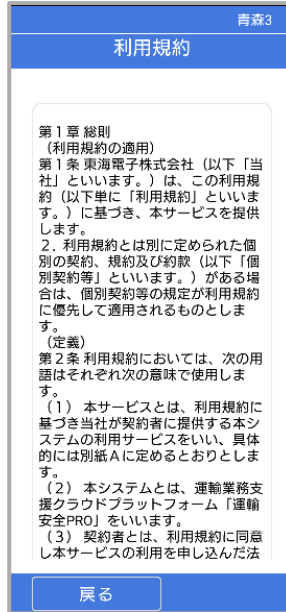 青森3
利用規約
第1章 総則
（利用規約の適用）
第1条 東海電子株式会社（以下「当
社」といいます。）は、この利用規
約（以下単に「利用規約」といいま
す。）に基づき、本サービスを提供
します。
２．利用規約とは別に定められた個
別の契約、規約及び約款（以下「個
別契約等」といいます。）がある場
合は、個別契約等の規定が利用規約
に優先して適用されるものとしま
す。
（定義）
第2条 利用規約においては、次の用
語はそれぞれ次の意味で使用しま
す。
（1） 本サービスとは、利用規約に
基づき当社が契約者に提供する本シ
ステムの利用サービスをいい、具体
的には別紙Ａに定めるとおりとしま
す。
（2） 本システムとは、運輸業務支
援クラウドプラットフォーム「運輸
安全PRO」をいいます。
（3） 契約者とは、利用規約に同意
し本サービスの利用を申し込んだ法
戻る